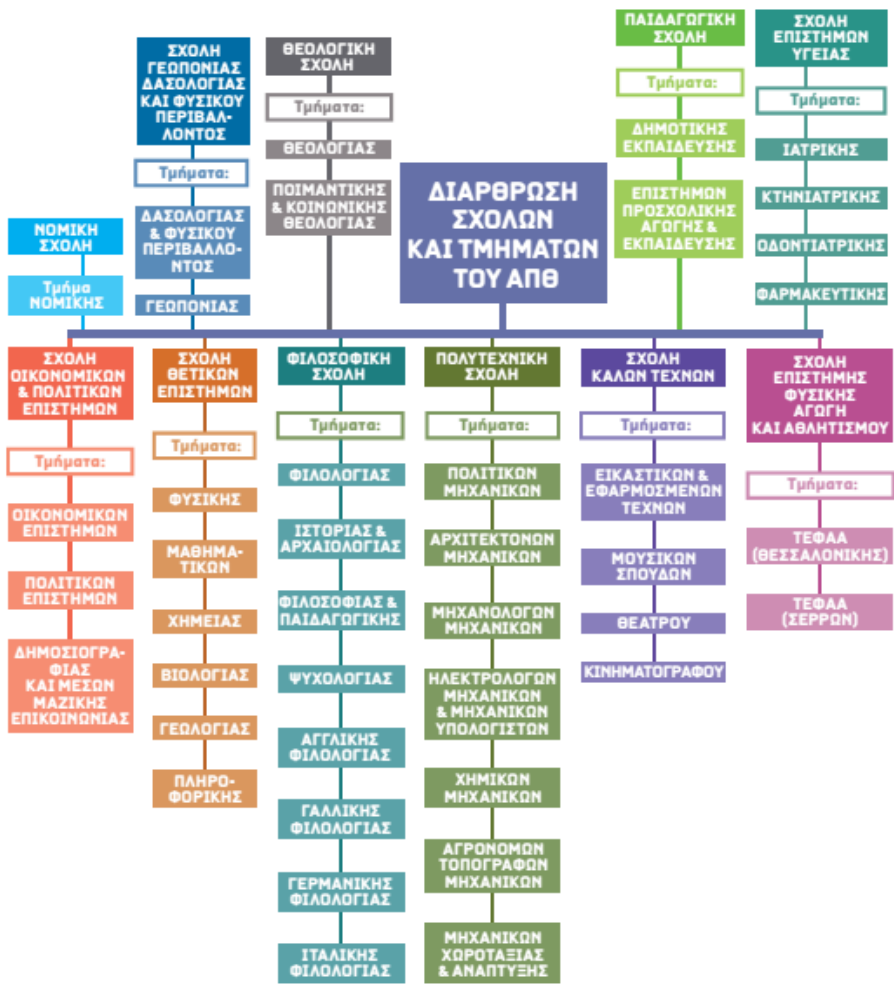 ΔΙΑΡΘΡΩΣΗ
ΣΧΟΛΩΝ
ΚΑΙ ΤΜΗΜΑΤΩΝ
ΤΟΥ ΑΠΘ
ΝΟΜΙΚΗ
ΣΧΟΛΗ
Τμήμα
ΝΟΜΙΚΗΣ
ΣΧΟΛΗ
ΓΕΩΠΟΝΙΑΣ
ΔΑΣΟΛΟΓΙΑΣ
ΚΑΙ ΦΥΣΙΚΟΥ
ΠΕΡΙΒΑΛ-
ΛΟΝΤΟΣ
Τμήματα:
ΔΑΣΟΛΟΓΙΑΣ
& ΦΥΣΙΚΟΥ
ΠΕΡΙΒΑΛΛΟ-
ΝΤΟΣ
ΓΕΩΠΟΝΙΑΣ
ΘΕΟΛΟΓΙΚΗ
ΣΧΟΛΗ
Τμήματα:
ΘΕΟΛΟΓΙΑΣ
ΠΟΙΜΑΝΤΙΚΗΣ
& ΚΟΙΝΩΝΙΚΗΣ
ΘΕΟΛΟΓΙΑΣ
ΠΑΙΔΑΓΩΓΙΚΗ
ΣΧΟΛΗ
Τμήματα:
ΔΗΜΟΤΙΚΗΣ
ΕΚΠΑΙΔΕΥΣΗΣ
ΕΠΙΣΤΗΜΩΝ
ΠΡΟΣΧΟΛΙΚΗΣ
ΑΓΩΓΗΣ &
ΕΚΠΑΙΔΕΥΣΗΣ
ΣΧΟΛΗ
ΕΠΙΣΤΗΜΩΝ
ΥΓΕΙΑΣ
Τμήματα:
ΙΑΤΡΙΚΗΣ
ΚΤΗΝΙΑΤΡΙΚΗΣ
ΟΔΟΝΤΙΑΤΡΙΚΗΣ
ΦΑΡΜΑΚΕΥΤΙΚΗΣ
ΣΧΟΛΗ
ΟΙΚΟΝΟΜΙΚΩΝ
& ΠΟΛΙΤΙΚΩΝ
ΕΠΙΣΤΗΜΩΝ
Τμήματα:
ΟΙΚΟΝΟΜΙΚΩΝ
ΕΠΙΣΤΗΜΩΝ
ΠΟΛΙΤΙΚΩΝ
ΕΠΙΣΤΗΜΩΝ
ΔΗΜΟΣΙΟΓΡΑ-
ΦΙΑΣ
ΚΑΙ ΜΕΣΩΝ
ΜΑΖΙΚΗΣ
ΕΠΙΚΟΙΝΩΝΙΑΣ
ΣΧΟΛΗ
ΘΕΤΙΚΩΝ
ΕΠΙΣΤΗΜΩΝ
Τμήματα:
ΦΥΣΙΚΗΣ
ΜΑΘΗΜΑ-
ΤΙΚΩΝ
ΧΗΜΕΙΑΣ
ΒΙΟΛΟΓΙΑΣ
ΓΕΩΛΟΓΙΑΣ
ΠΛΗΡΟ-
ΦΟΡΙΚΗΣ
ΦΙΛΟΣΟΦΙΚΗ
ΣΧΟΛΗ
Τμήματα:
ΦΙΛΟΛΟΓΙΑΣ
ΙΣΤΟΡΙΑΣ &
ΑΡΧΑΙΟΛΟΓΙΑΣ
ΦΙΛΟΣΟΦΙΑΣ &
ΠΑΙΔΑΓΩΓΙΚΗΣ
ΨΥΧΟΛΟΓΙΑΣ
ΑΓΓΛΙΚΗΣ
ΦΙΛΟΛΟΓΙΑΣ
ΓΑΛΛΙΚΗΣ
ΦΙΛΟΛΟΓΙΑΣ
ΓΕΡΜΑΝΙΚΗΣ
ΦΙΛΟΛΟΓΙΑΣ
ΙΤΑΛΙΚΗΣ
ΦΙΛΟΛΟΓΙΑΣ
ΠΟΛΥΤΕΧΝΙΚΗ
ΣΧΟΛΗ
Τμήματα:
ΠΟΛΙΤΙΚΩΝ
ΜΗΧΑΝΙΚΩΝ
ΑΡΧΙΤΕΚΤΟΝΩΝ
ΜΗΧΑΝΙΚΩΝ
ΜΗΧΑΝΟΛΟΓΩΝ
ΜΗΧΑΝΙΚΩΝ
ΗΛΕΚΤΡΟΛΟΓΩΝ
ΜΗΧΑΝΙΚΩΝ
& ΜΗΧΑΝΙΚΩΝ
ΥΠΟΛΟΓΙΣΤΩΝ
ΧΗΜΙΚΩΝ
ΜΗΧΑΝΙΚΩΝ
ΑΓΡΟΝΟΜΩΝ
ΤΟΠΟΓΡΑΦΩΝ
ΜΗΧΑΝΙΚΩΝ
ΜΗΧΑΝΙΚΩΝ
ΧΩΡΟΤΑΞΙΑΣ
& ΑΝΑΠΤΥΞΗΣ
ΣΧΟΛΗ
ΚΑΛΩΝ ΤΕΧΝΩΝ
Τμήματα:
ΕΙΚΑΣΤΙΚΩΝ &
ΕΦΑΡΜΟΣΜΕΝΩΝ
ΤΕΧΝΩΝ
ΜΟΥΣΙΚΩΝ
ΣΠΟΥΔΩΝ
ΘΕΑΤΡΟΥ
ΚΙΝΗΜΑΤΟΓΡΑΦΟΥ
ΣΧΟΛΗ
ΕΠΙΣΤΗΜΗΣ
ΦΥΣΙΚΗΣ
ΑΓΩΓΗ
ΚΑΙ ΑΘΛΗΤΙΣΜΟΥ
Τμήματα:
ΤΕΦΑΑ
(ΘΕΣΣΑΛΟΝΙΚΗΣ)
ΤΕΦΑΑ
(ΣΕΡΡΩΝ)